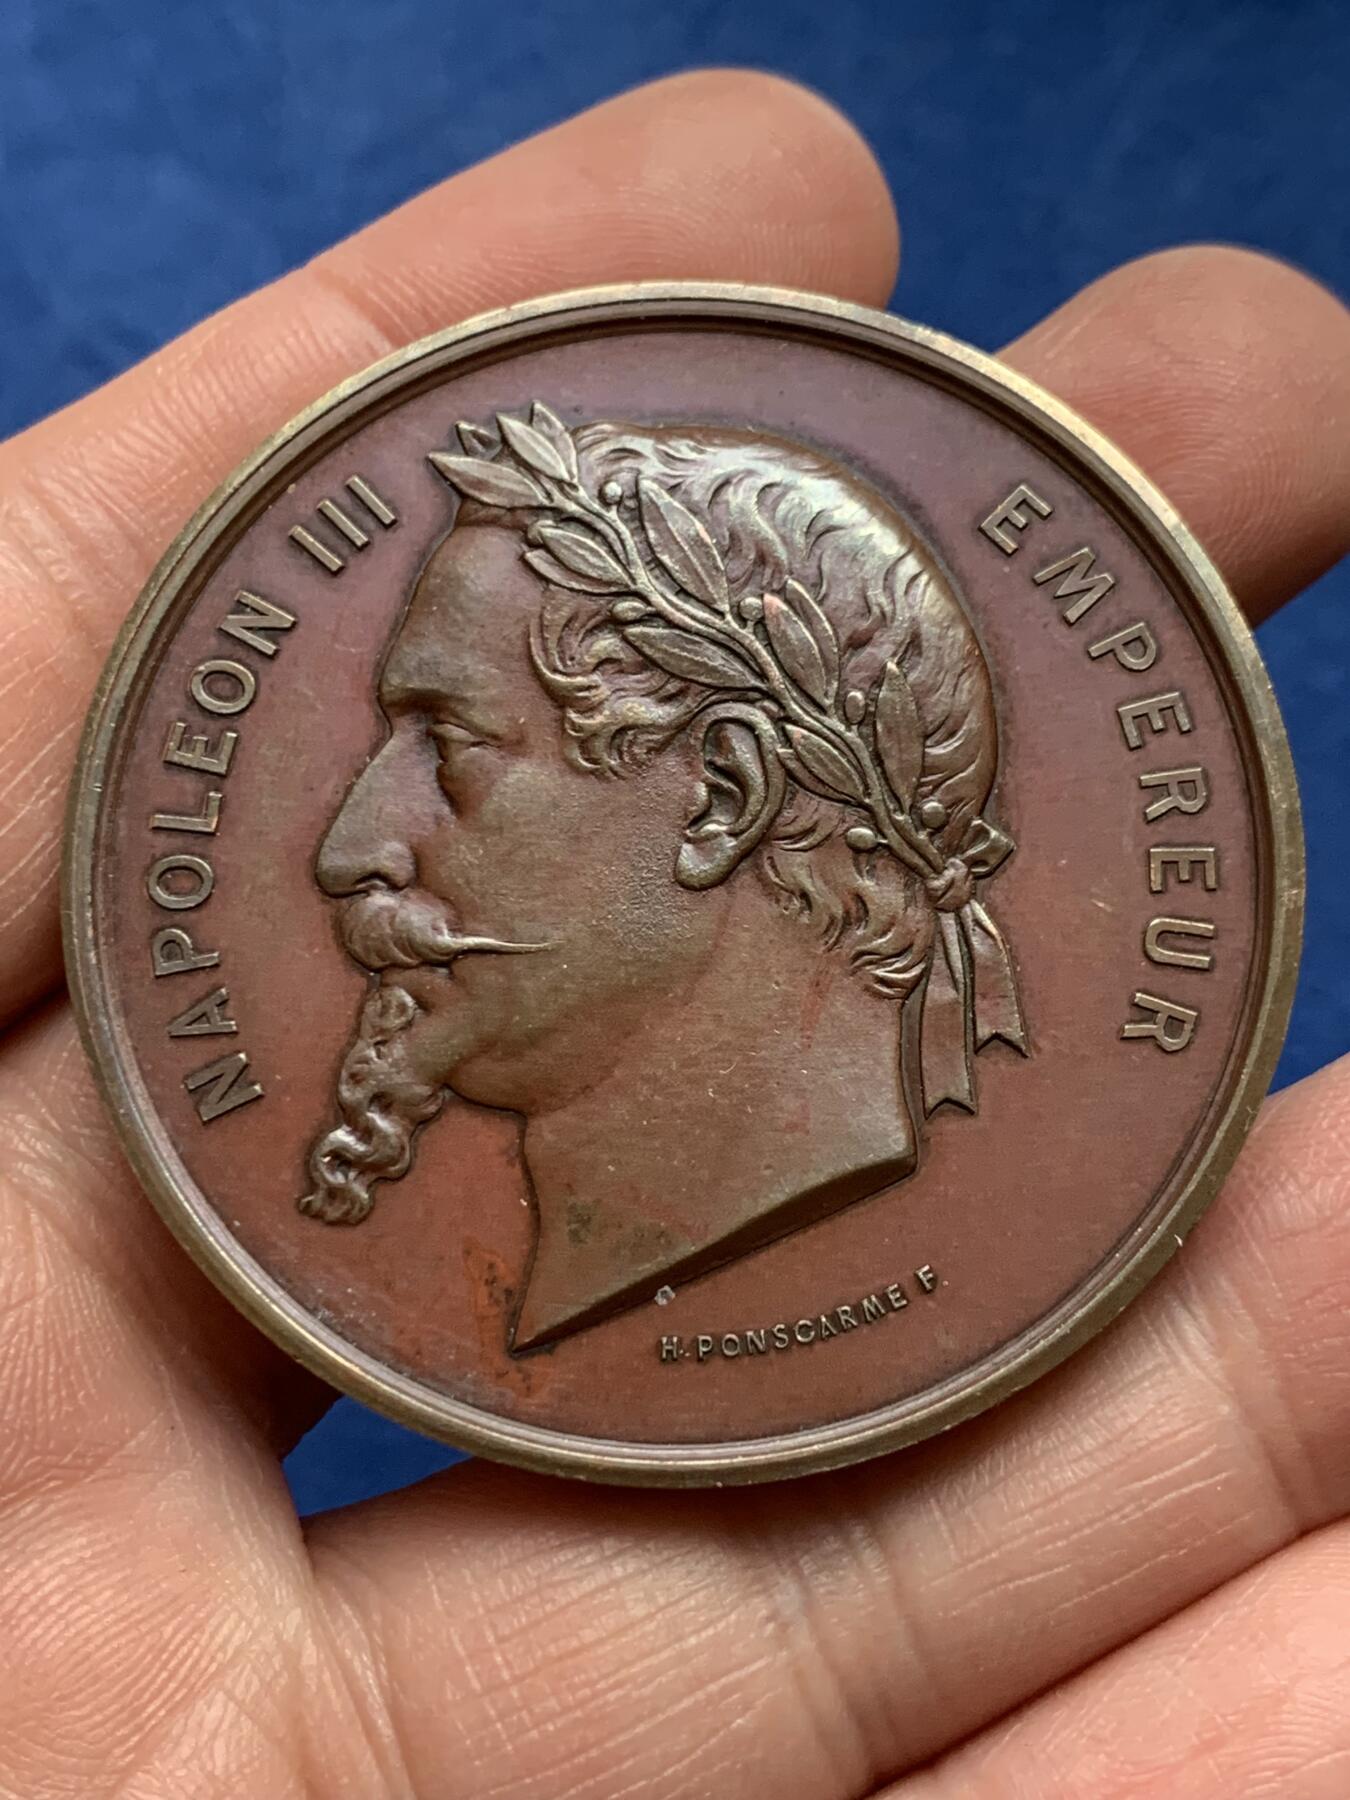 NAPOLEON III
EMPEREUR
H. PONSCARME F.